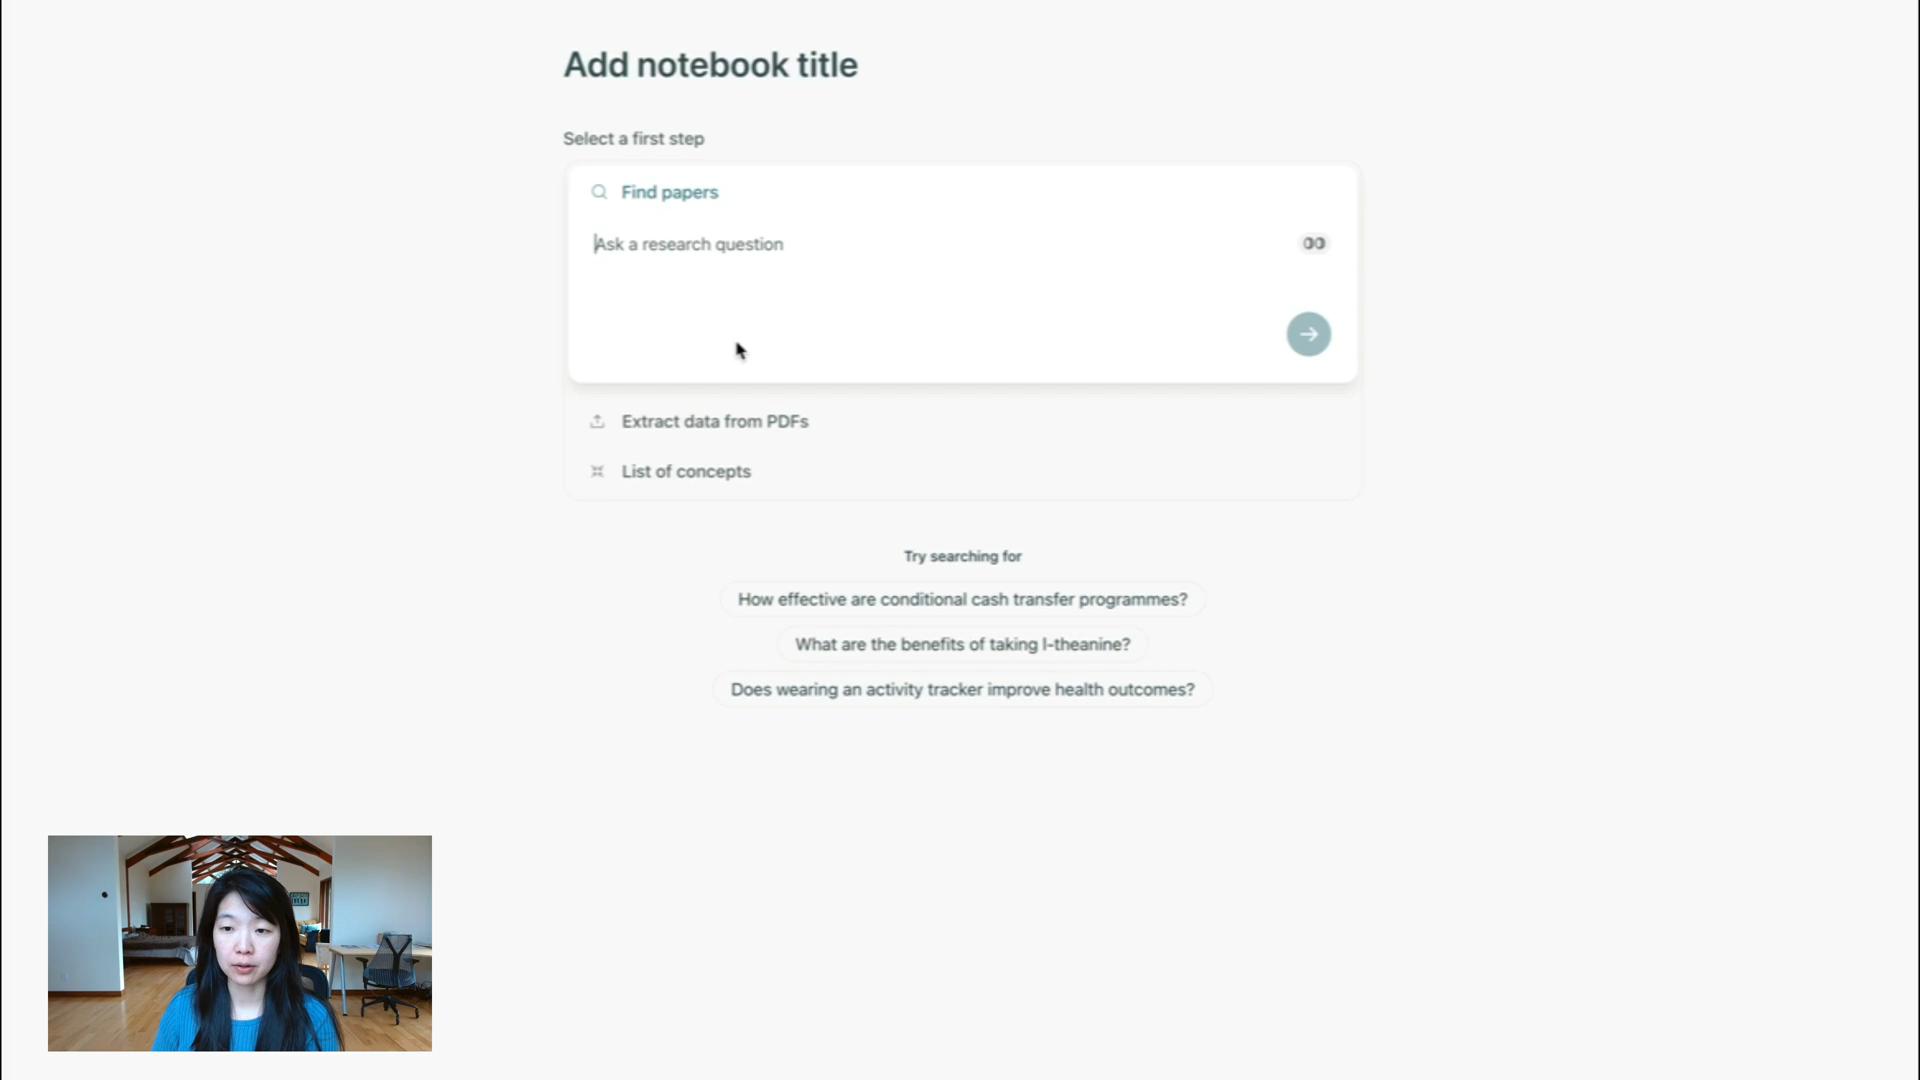 Add notebook title
Select a first step
Find papers
Ask a research question
Extract data from PDFs
List of concepts
Try searching for
How effective are conditional cash transfer programmes?
What are the benefits of taking l-theanine?
Does wearing an activity tracker improve health outcomes?